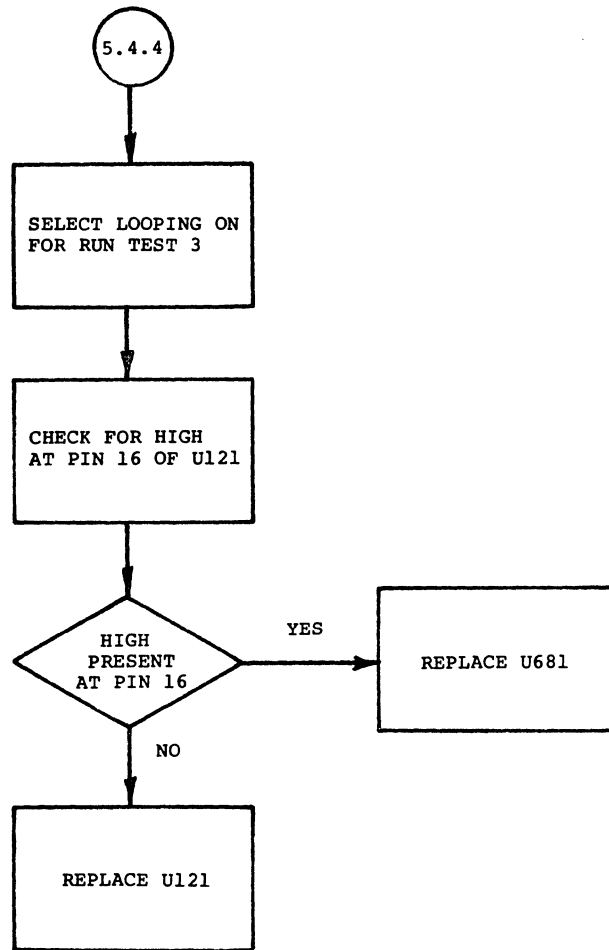 5.4.4
SELECT LOOPING ON
FOR RUN TEST 3
CHECK FOR HIGH
AT PIN 16 OF U121
HIGH
PRESENT
AT PIN 16
YES
REPLACE U681
NO
REPLACE U121